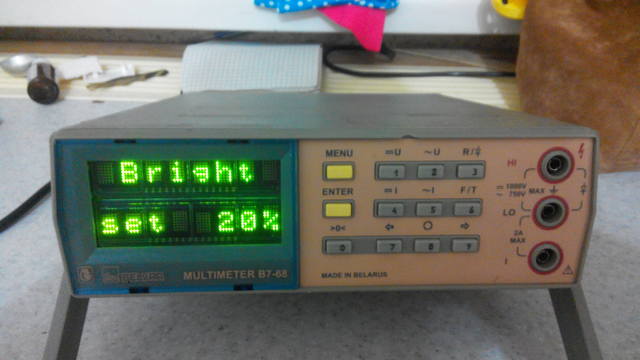 Bright
set 20%
MULTIMETER B7-68
MENU
=U
~U
R/
1
2
3
ENTER
=I
~I
F/T
4
5
6
>0<
0
7
8
9
MADE IN BELARUS
HI
= 1000V
~ 750V
MAX
LO
2A
MAX
I